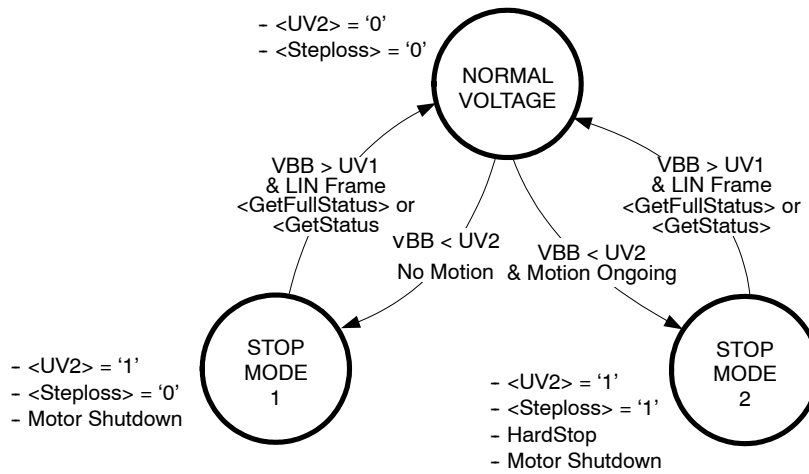 - <UV2> = ‘0’
- <Steploss> = ‘0’
NORMAL
VOLTAGE
VBB > UV1
& LIN Frame
<GetFullStatus> or
<GetStatus
VBB > UV1
& LIN Frame
<GetFullStatus> or
<GetStatus>
vBB < UV2
No Motion
VBB < UV2
& Motion Ongoing
STOP
MODE
1
- <UV2> = ‘1’
- <Steploss> = ‘0’
- Motor Shutdown
STOP
MODE
2
- <UV2> = ‘1’
- <Steploss> = ‘1’
- HardStop
- Motor Shutdown